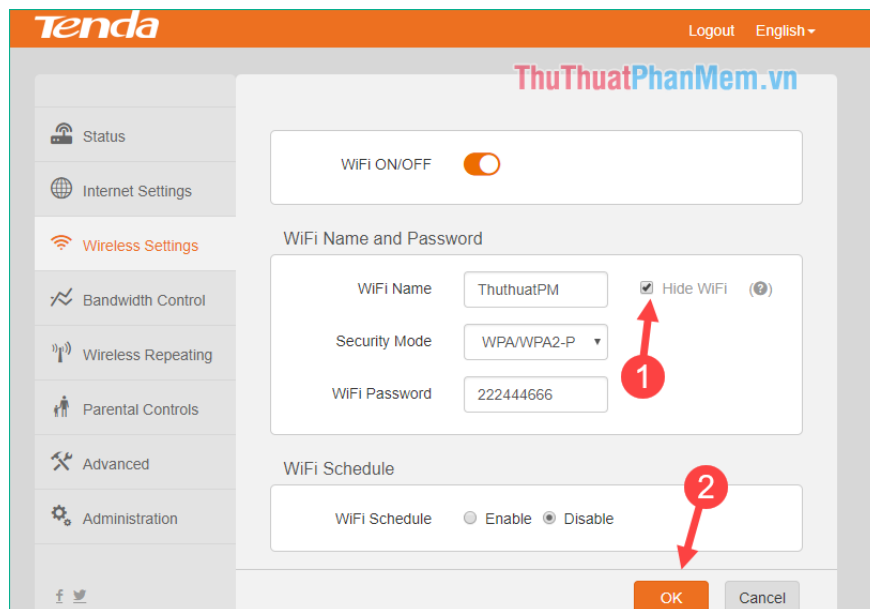 Tenda
Logout English
ThuThuatPhanMem.vn
Status
Internet Settings
Wireless Settings
Bandwidth Control
Wireless Repeating
Parental Controls
Advanced
Administration
WiFi ON/OFF
WiFi Name and Password
WiFi Name ThuthuatPM Hide WiFi (?)
Security Mode WPA/WPA2-P
1
WiFi Password 222444666
WiFi Schedule
2
WiFi Schedule Enable Disable
OK Cancel